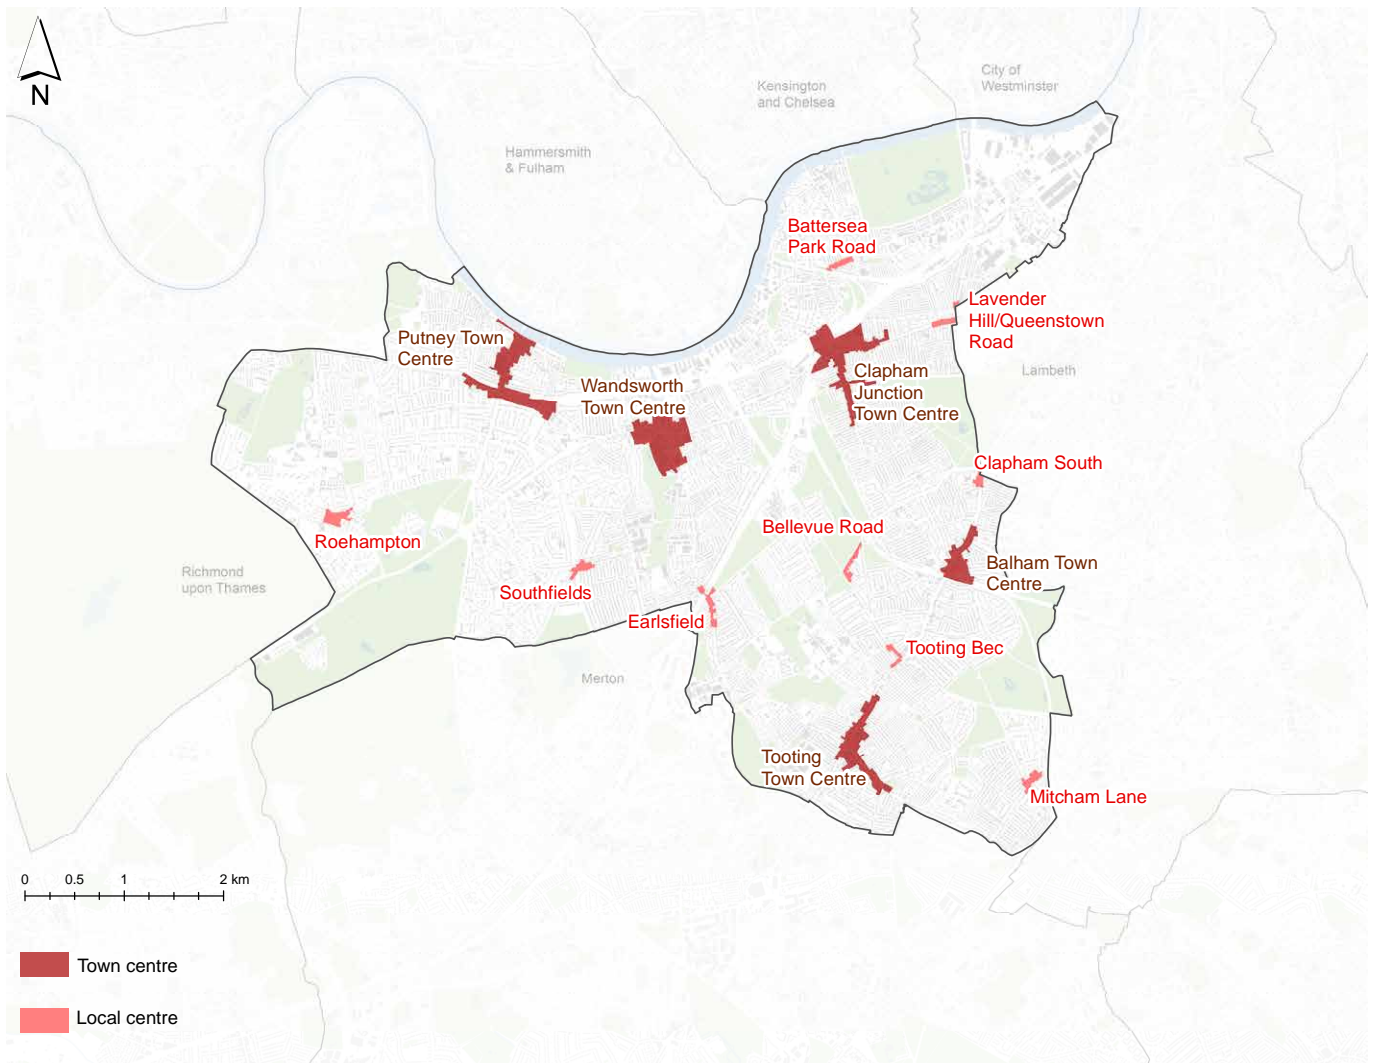 City of
Westminster
Kensington
and Chelsea
N
Hammersmith
& Fulham
Battersea
Park Road
Lavender
Hill/Queenstown
Road
Putney Town
Centre
Wandsworth
Town Centre
Clapham
Junction
Town Centre
Lambeth
Clapham South
Bellevue Road
Roehampton
Balham Town
Centre
Richmond
upon Thames
Southfields
Earlsfield
Tooting Bec
Merton
Tooting
Town Centre
Mitcham Lane
0 0.5 1 2 km
Town centre
Local centre